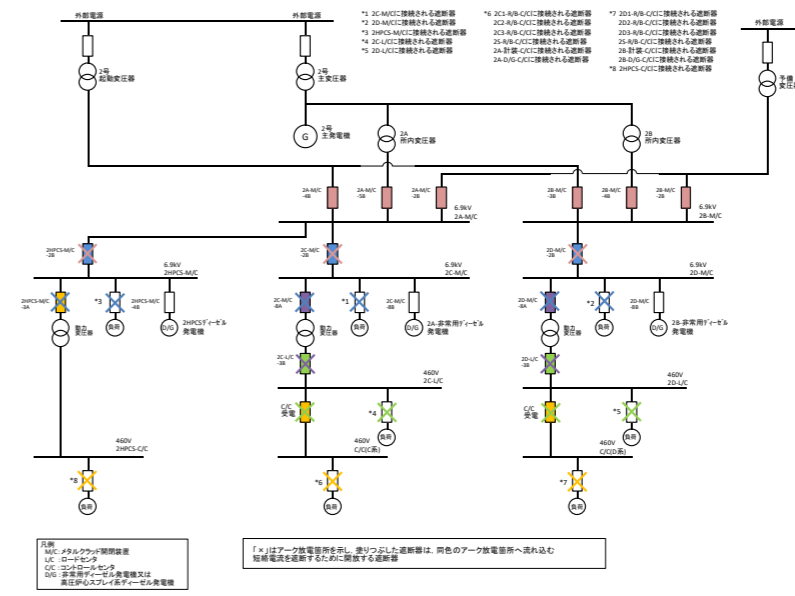 外部電源
外部電源
*1 2C-M/Cに接続される遮断器
*2 2D-M/Cに接続される遮断器
*3 2HPCS-M/Cに接続される遮断器
*4 2C-L/Cに接続される遮断器
*5 2D-L/Cに接続される遮断器
*6 2C1-R/B-C/Cに接続される遮断器
2C2-R/B-C/Cに接続される遮断器
2C3-R/B-C/Cに接続される遮断器
2S-R/B-C/Cに接続される遮断器
2A-計装-C/Cに接続される遮断器
2A-D/G-C/Cに接続される遮断器
*7 2D1-R/B-C/Cに接続される遮断器
2D2-R/B-C/Cに接続される遮断器
2D3-R/B-C/Cに接続される遮断器
2S-R/B-C/Cに接続される遮断器
2B-計装-C/Cに接続される遮断器
2B-D/G-C/Cに接続される遮断器
*8 2HPCS-C/Cに接続される遮断器
外部電源
2号
起動変圧器
2号
主変圧器
予備
変圧器
G
2号
主発電機
2A
所内変圧器
2B
所内変圧器
2A-M/C
-4B
2A-M/C
-5B
2A-M/C
-2B
2B-M/C
-3B
2B-M/C
-4B
2B-M/C
-2B
6.9kV
2A-M/C
6.9kV
2B-M/C
2HPCS-M/C
-2B
2C-M/C
-2B
2D-M/C
-2B
6.9kV
2HPCS-M/C
6.9kV
2C-M/C
6.9kV
2D-M/C
2HPCS-M/C
-3A
*3
2HPCS-M/C
-4B
2C-M/C
-8A
*1
2C-M/C
-8B
2D-M/C
-8A
*2
2D-M/C
-8B
動力
変圧器
負荷
D/G
2HPCSディーゼル
発電機
動力
変圧器
負荷
D/G
2A-非常用ディーゼル
発電機
動力
変圧器
負荷
D/G
2B-非常用ディーゼル
発電機
2C-L/C
-3B
2D-L/C
-3B
460V
2C-L/C
460V
2D-L/C
C/C
受電
*4
負荷
C/C
受電
*5
負荷
460V
2HPCS-C/C
460V
C/C(C系)
460V
C/C(D系)
*8
負荷
*6
負荷
*7
負荷
凡例
M/C:メタルクラッド開閉装置
L/C :ロードセンタ
C/C :コントロールセンタ
D/G :非常用ディーゼル発電機又は
高圧炉心スプレイ系ディーゼル発電機
「×」はアーク放電箇所を示し、塗りつぶした遮断器は、同色のアーク放電箇所へ流れ込む
短絡電流を遮断するために開放する遮断器